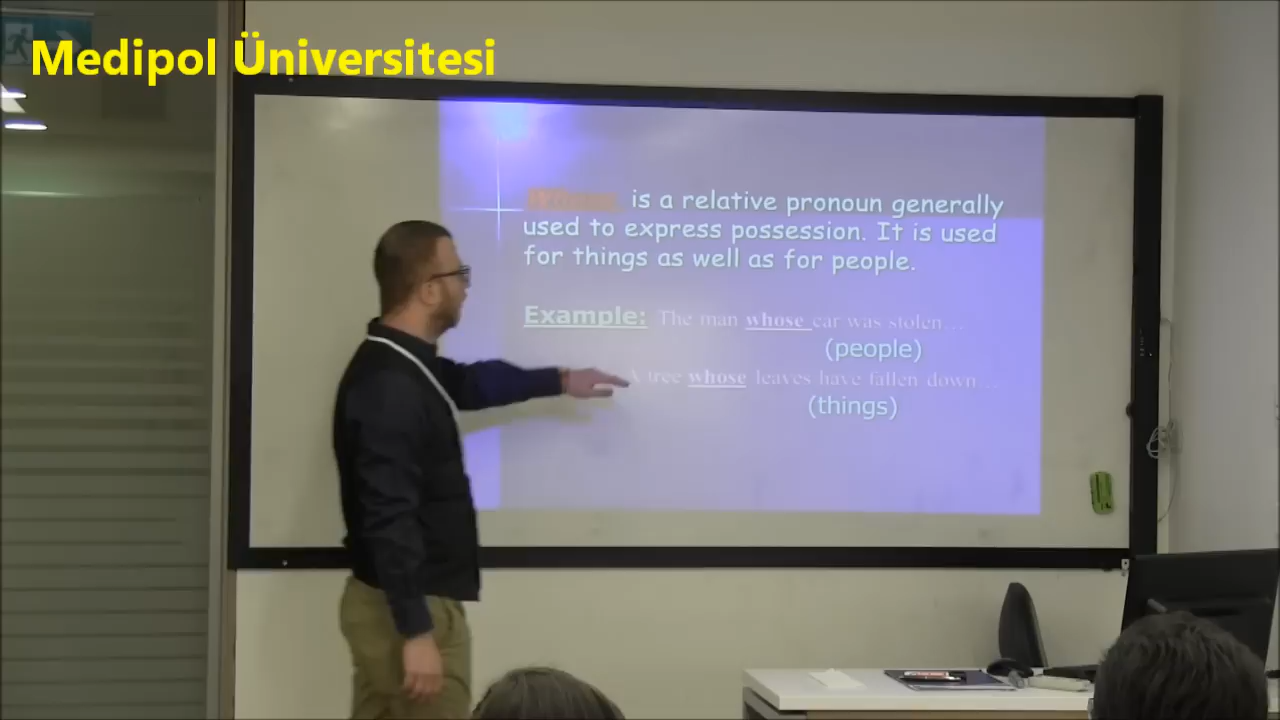 Medipol Üniversitesi
Whose is a relative pronoun generally
used to express possession. It is used
for things as well as for people.
Example: The man whose car was stolen...
(people)
A tree whose leaves have fallen down ...
(things)